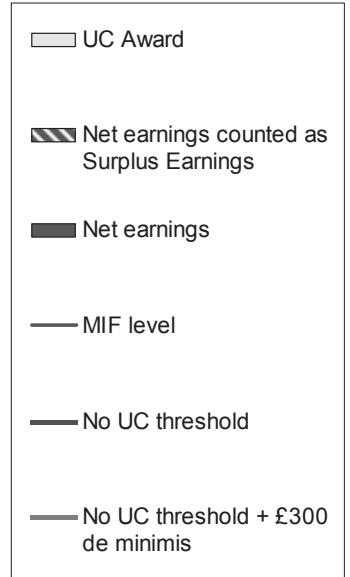 UC Award
Net earnings counted as
Surplus Earnings
Net earnings
MIF level
No UC threshold
No UC threshold + £300
de minimis